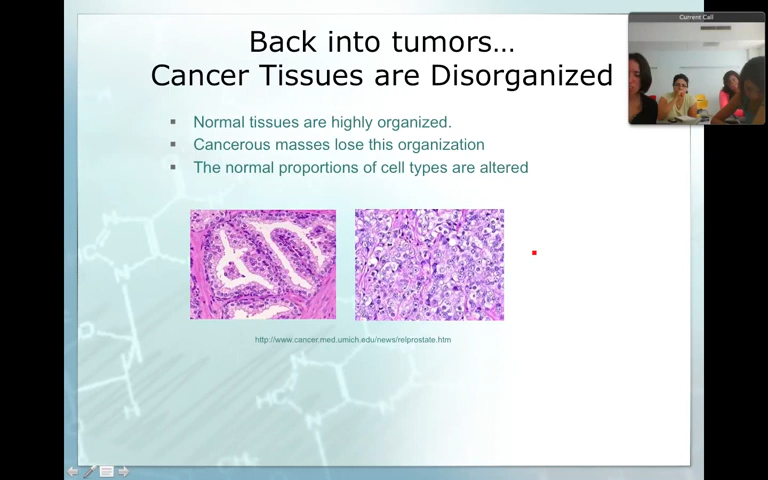 Back into tumors…
Cancer Tissues are Disorganized
Current Call
Normal tissues are highly organized.
Cancerous masses lose this organization
The normal proportions of cell types are altered
http://www.cancer.med.umich.edu/news/relprostate.htm